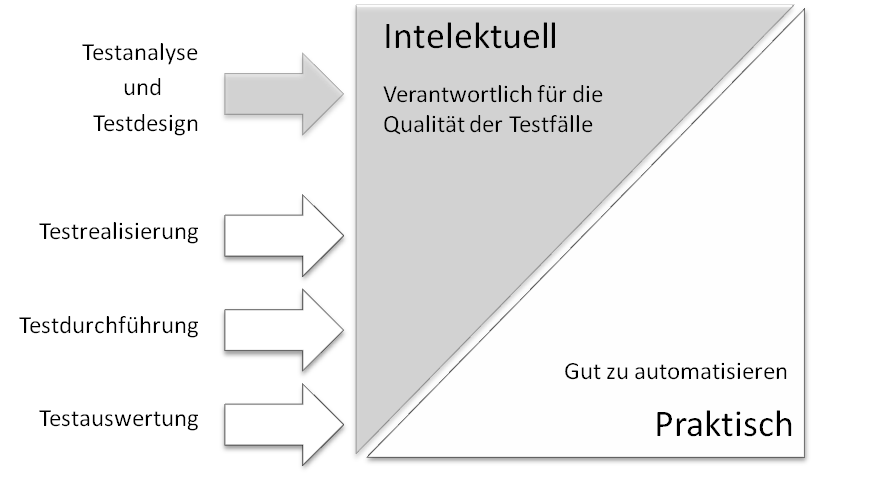 Testanalyse
und
Testdesign
Intelektuell
Verantwortlich für die
Qualität der Testfälle
Testrealisierung
Testdurchführung
Testauswertung
Gut zu automatisieren
Praktisch